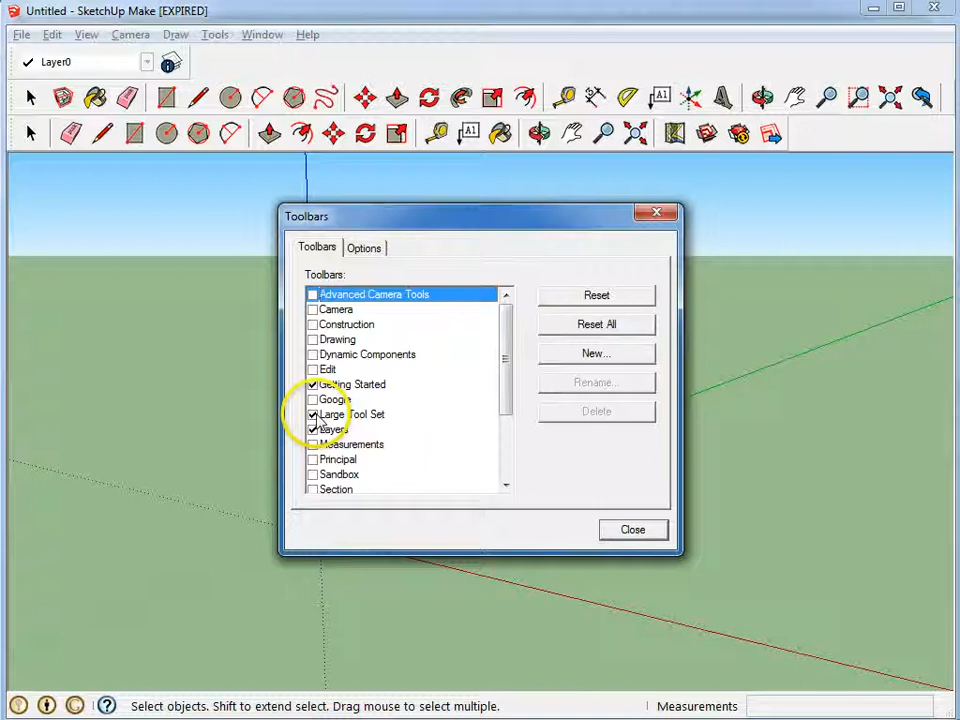 Untitled - SketchUp Make [EXPIRED]
File Edit View Camera Draw Tools Window Help
Layer0
A1
A1
Toolbars
Toolbars Options
Toolbars:
Advanced Camera Tools
Camera
Construction
Drawing
Dynamic Components
Edit
Getting Started
Google
Large Tool Set
Layers
Measurements
Principal
Sandbox
Section
Reset
Reset All
New...
Rename...
Delete
Close
Select objects. Shift to extend select. Drag mouse to select multiple.
Measurements